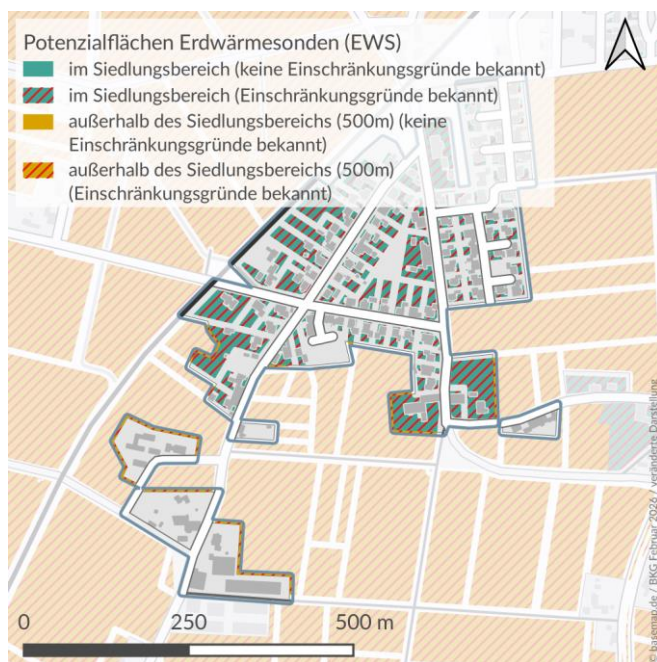 Potenzialflächen Erdwärmesonden (EWS)
im Siedlungsbereich (keine Einschränkungsgründe bekannt)
im Siedlungsbereich (Einschränkungsgründe bekannt)
außerhalb des Siedlungsbereichs (500m) (keine
Einschränkungsgründe bekannt)
außerhalb des Siedlungsbereichs (500m)
(Einschränkungsgründe bekannt)
© basemap.de / BKG Februar 2026 / veränderte Darstellung
0 250 500 m